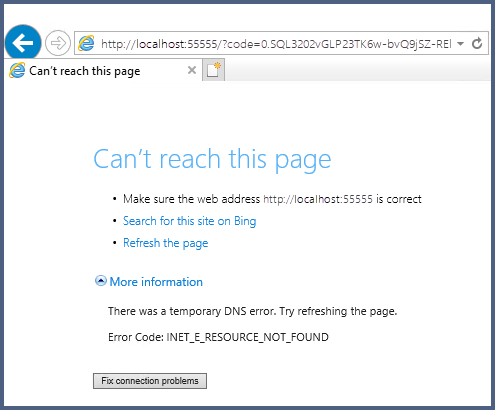 http://localhost:55555/?code=0.SQL3202vGLP23TK6w-bvQ9jSZ-REl
Can't reach this page
Can't reach this page
Make sure the web address http://localhost:55555 is correct
Search for this site on Bing
Refresh the page
More information
There was a temporary DNS error. Try refreshing the page.
Error Code: INET_E_RESOURCE_NOT_FOUND
Fix connection problems